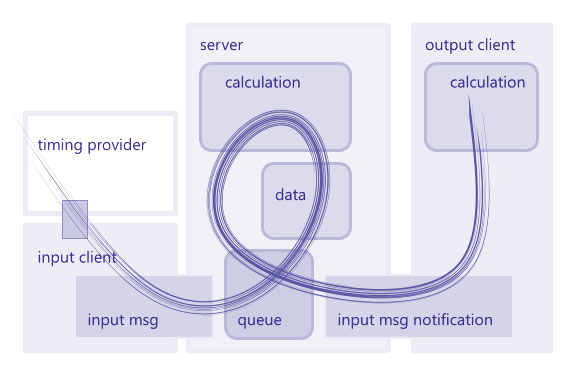 server
output client
calculation
calculation
timing provider
data
input client
input msg
queue
input msg notification